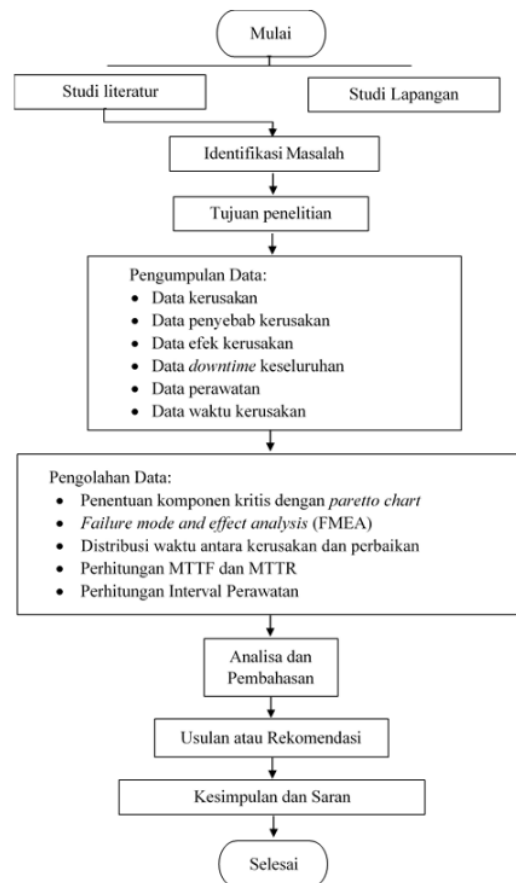 Mulai
Studi literatur
Studi Lapangan
Identifikasi Masalah
Tujuan penelitian
Pengumpulan Data:
• Data kerusakan
• Data penyebab kerusakan
• Data efek kerusakan
• Data downtime keseluruhan
• Data perawatan
• Data waktu kerusakan
Pengolahan Data:
• Penentuan komponen kritis dengan paretto chart
• Failure mode and effect analysis (FMEA)
• Distribusi waktu antara kerusakan dan perbaikan
• Perhitungan MTTF dan MTTR
• Perhitungan Interval Perawatan
Analisa dan
Pembahasan
Usulan atau Rekomendasi
Kesimpulan dan Saran
Selesai